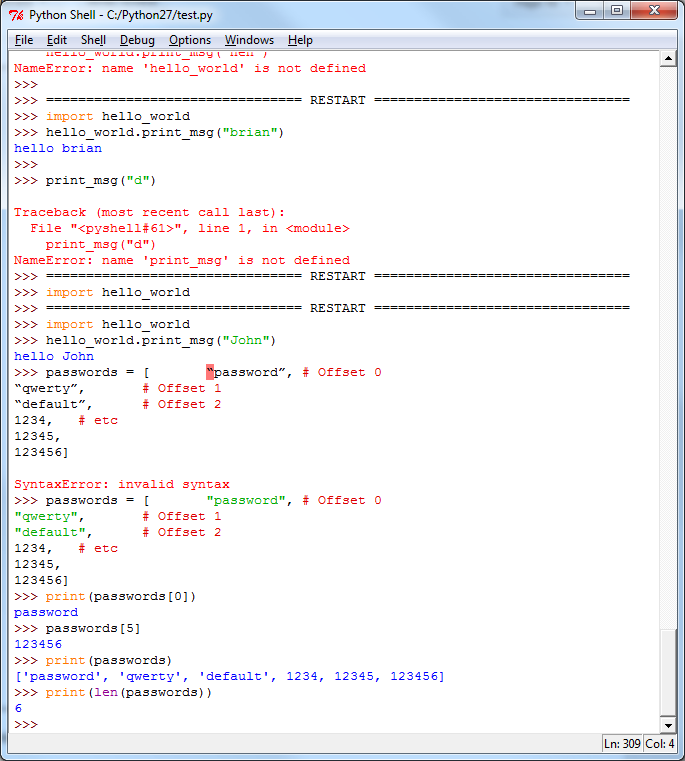 Python Shell - C:/Python27/test.py
File Edit Shell Debug Options Windows Help
hello_world.print_msg("hen")
NameError: name 'hello_world' is not defined
>>>
>>> ================================ RESTART ================================
>>> import hello_world
>>> hello_world.print_msg("brian")
hello brian
>>>
>>> print_msg("d")
Traceback (most recent call last):
  File "<pyshell#61>", line 1, in <module>
    print_msg("d")
NameError: name 'print_msg' is not defined
>>> ================================ RESTART ================================
>>> import hello_world
>>> ================================ RESTART ================================
>>> import hello_world
>>> hello_world.print_msg("John")
hello John
>>> passwords = [       “password”, # Offset 0
“qwerty”,       # Offset 1
“default”,      # Offset 2
1234,   # etc
12345,
123456]
SyntaxError: invalid syntax
>>> passwords = [       "password", # Offset 0
"qwerty",       # Offset 1
"default",      # Offset 2
1234,   # etc
12345,
123456]
>>> print(passwords[0])
password
>>> passwords[5]
123456
>>> print(passwords)
['password', 'qwerty', 'default', 1234, 12345, 123456]
>>> print(len(passwords))
6
>>>
Ln: 309 Col: 4